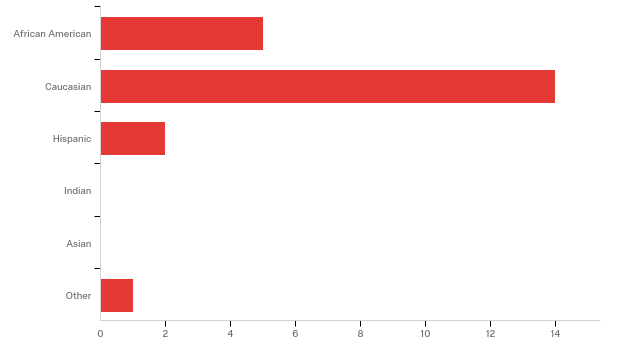 African American
Caucasian
Hispanic
Indian
Asian
Other
0 2 4 6 8 10 12 14